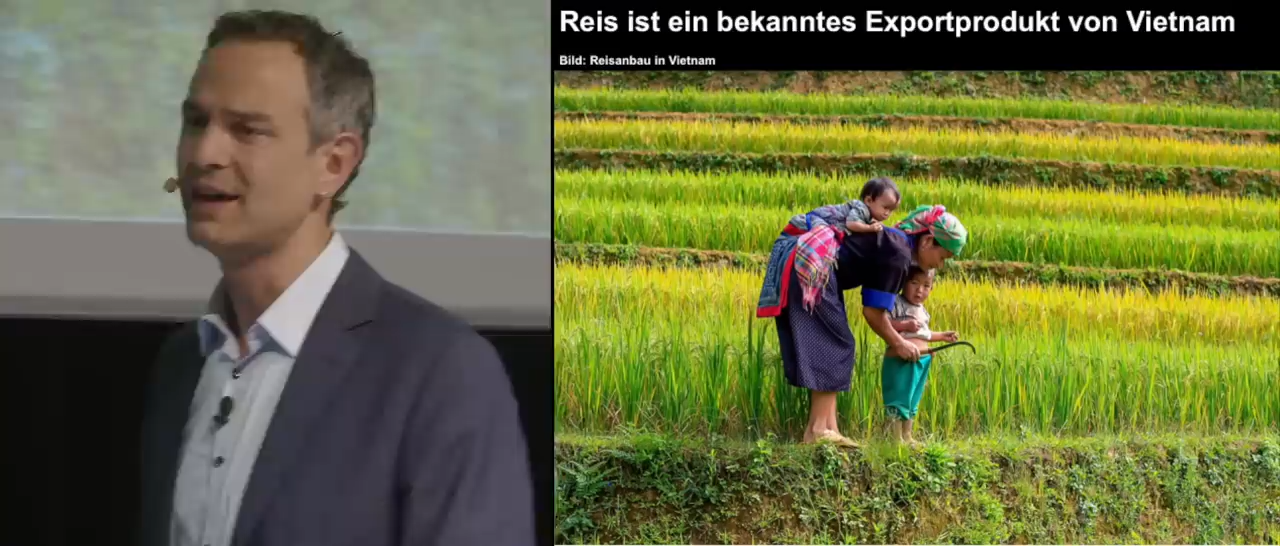 Reis ist ein bekanntes Exportprodukt von Vietnam
Bild: Reisanbau in Vietnam